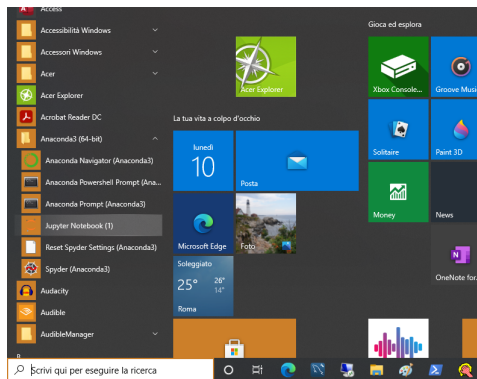 Access
Accessibilità Windows
Accessori Windows
Acer
Acer Explorer
Acrobat Reader DC
Anaconda3 (64-bit)
Anaconda Navigator (Anaconda3)
Anaconda Powershell Prompt (Ana...
Anaconda Prompt (Anaconda3)
Jupyter Notebook (1)
Reset Spyder Settings (Anaconda3)
Spyder (Anaconda3)
Audacity
Audible
AudibleManager
Acer Explorer
La tua vita a colpo d'occhio
lunedì
10
Posta
Microsoft Edge
Foto
Soleggiato
25° 26°
14°
Roma
Gioca ed esplora
Xbox Console...
Groove Musi
Solitaire
Paint 3D
Money
News
OneNote for
Scrivi qui per eseguire la ricerca